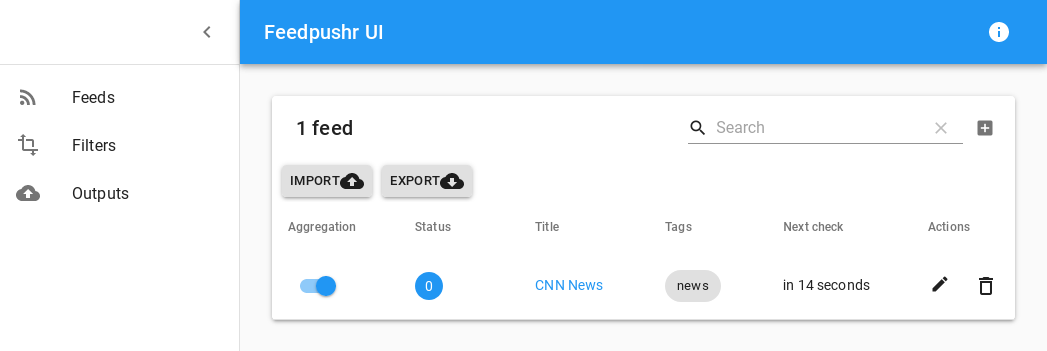 Feedpushr UI
Feeds
Filters
Outputs
1 feed
Search
IMPORT EXPORT
Aggregation Status Title Tags Next check Actions
0 CNN News news in 14 seconds